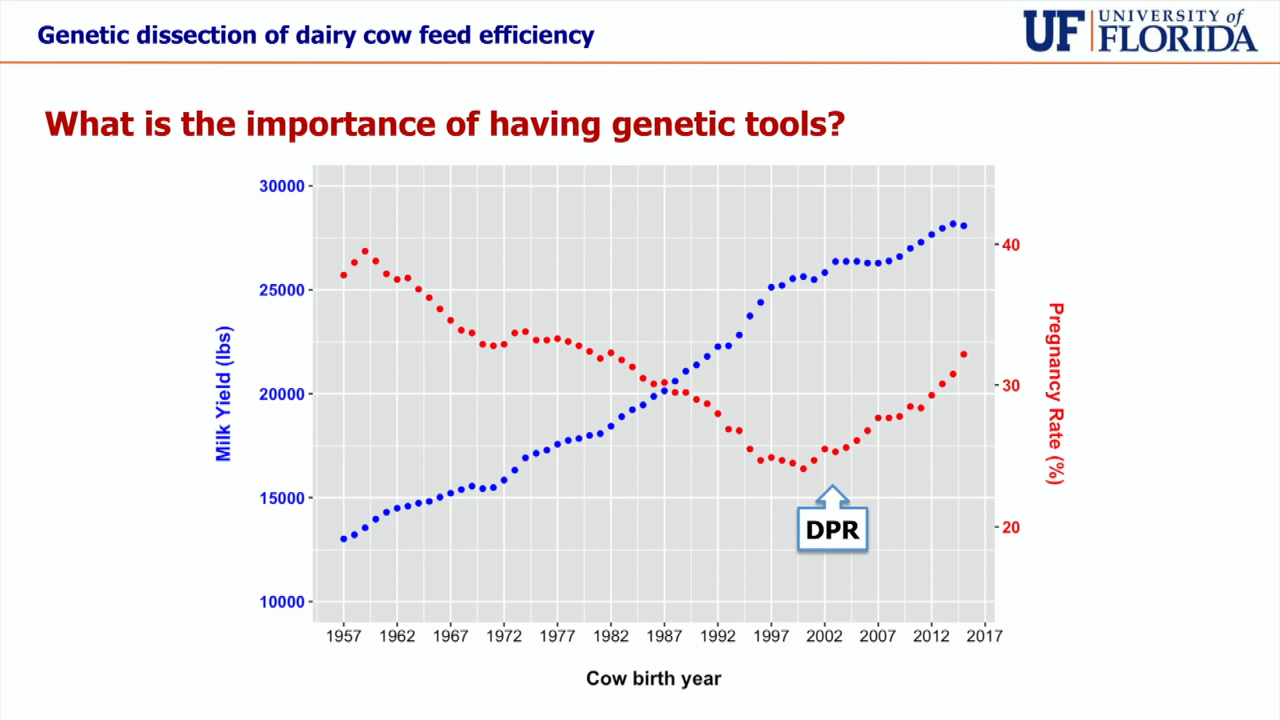 Genetic dissection of dairy cow feed efficiency
UF UNIVERSITY of
FLORIDA
What is the importance of having genetic tools?
30000
25000
20000
15000
10000
Milk Yield (lbs)
40
30
20
Pregnancy Rate (%)
DPR
1957 1962 1967 1972 1977 1982 1987 1992 1997 2002 2007 2012 2017
Cow birth year